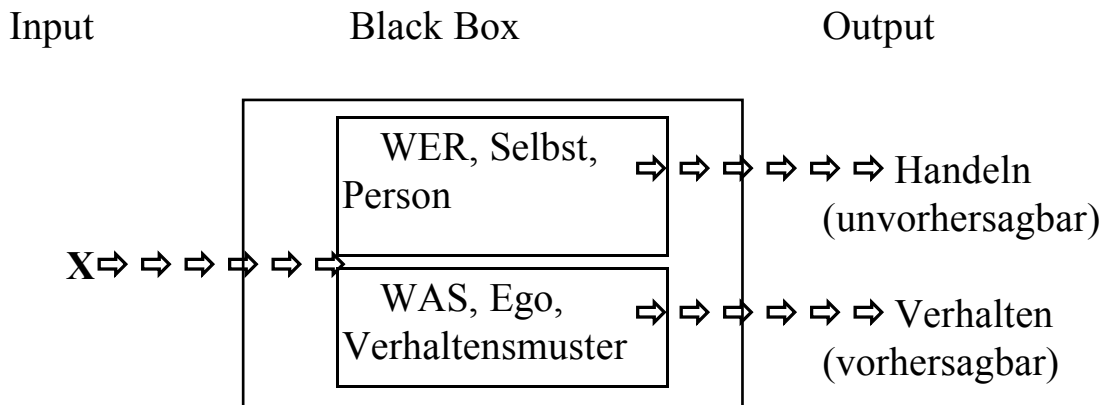 Input Black Box Output
WER, Selbst,
Person
Handeln
(unvorhersagbar)
X
WAS, Ego,
Verhaltensmuster
Verhalten
(vorhersagbar)